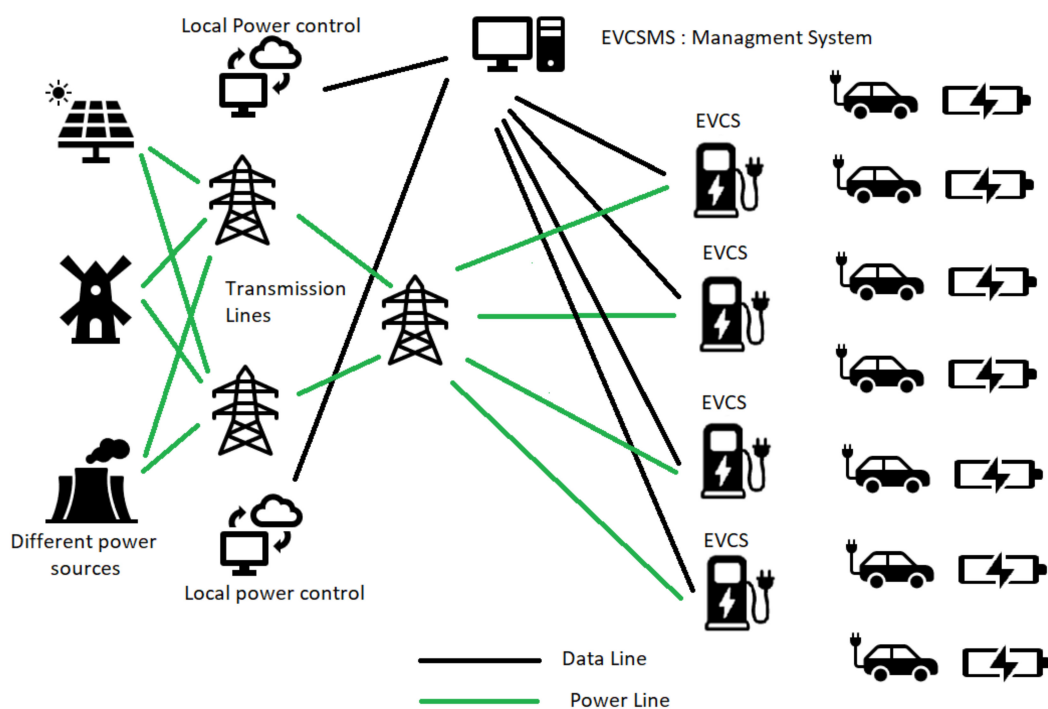 Local Power control
EVCSMS : Managment System
EVCS
EVCS
Transmission
Lines
EVCS
Different power
sources
EVCS
Local power control
Data Line
Power Line